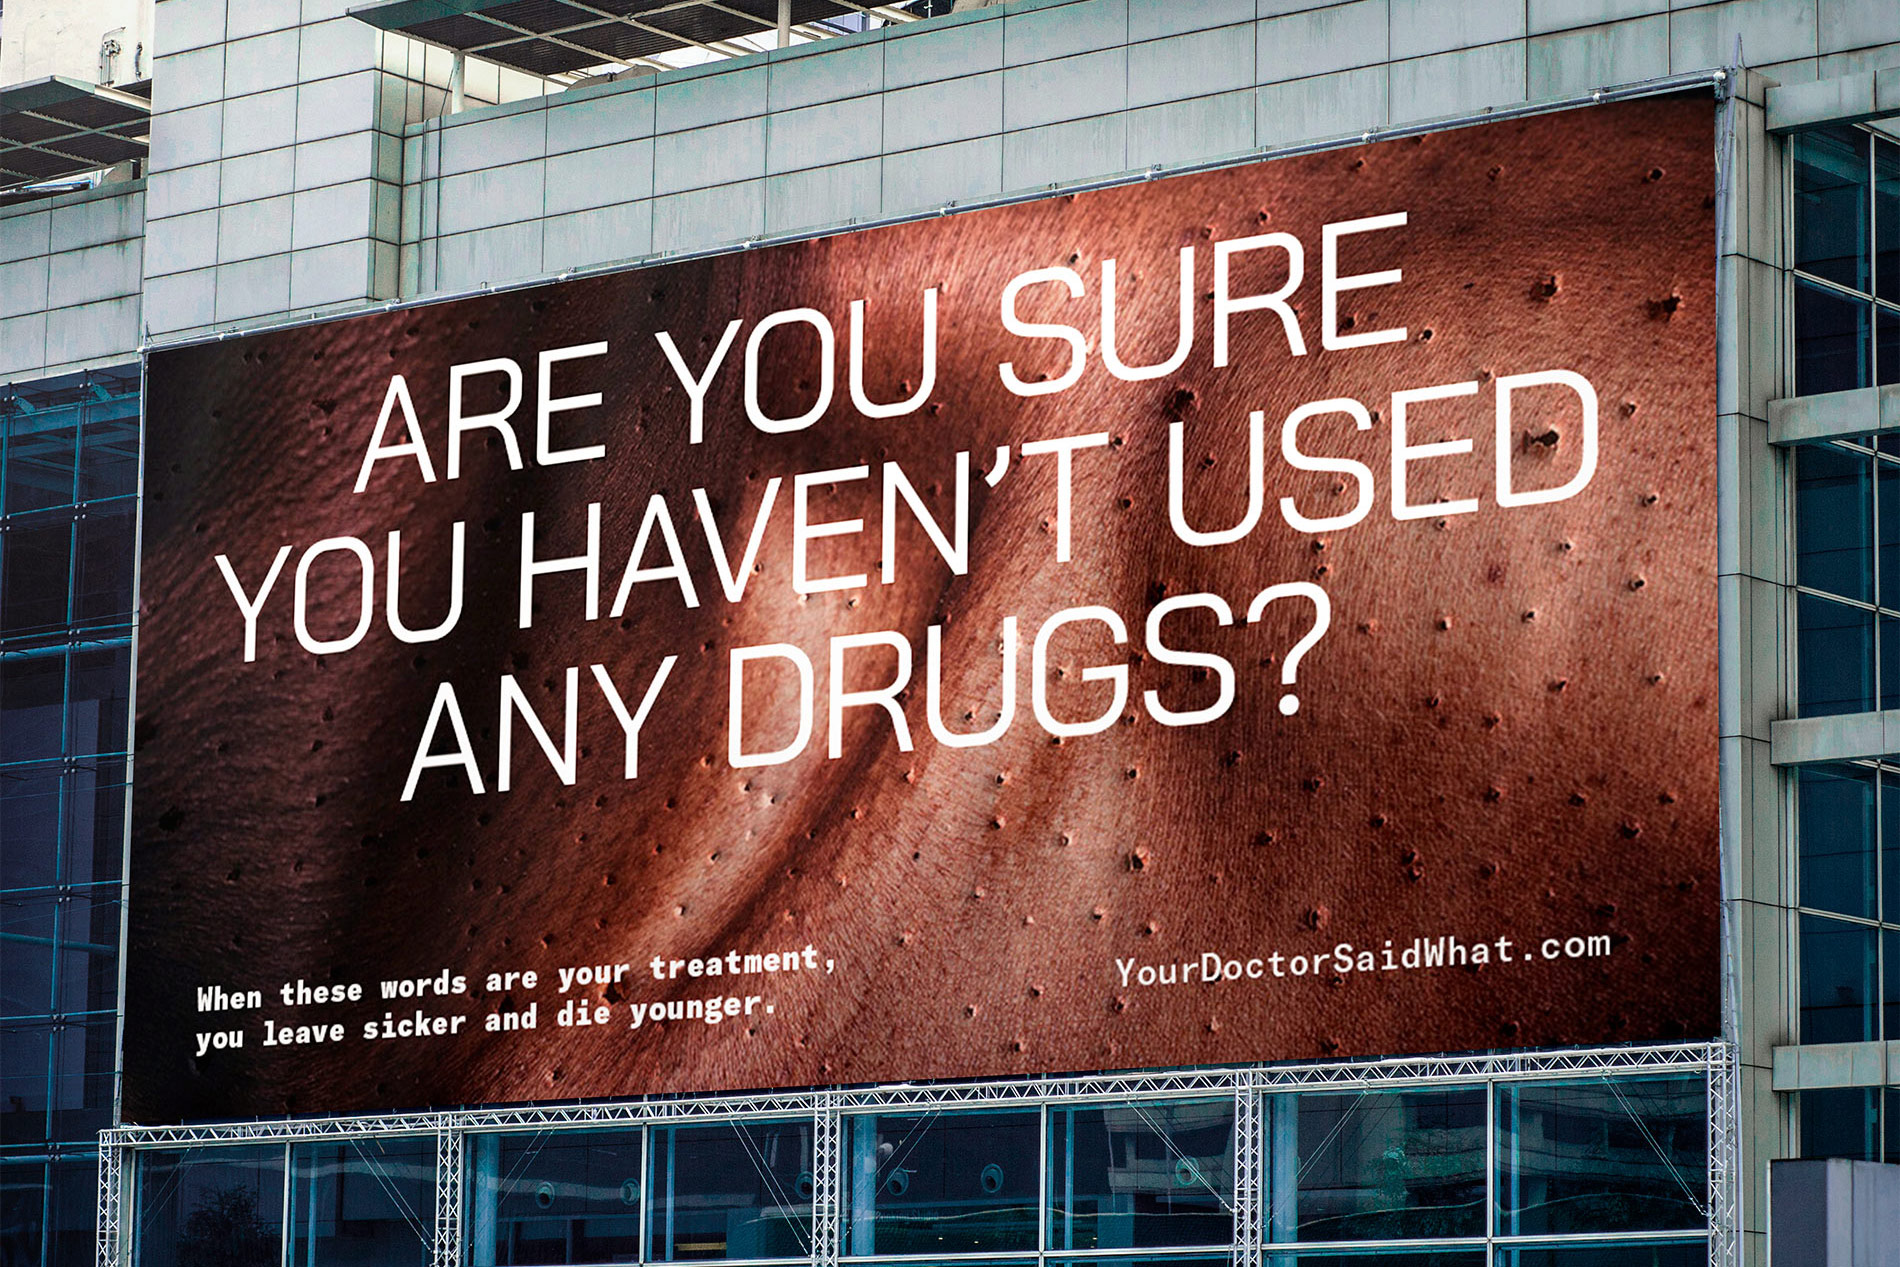 ARE YOU SURE
YOU HAVEN'T USED
ANY DRUGS?
When these words are your treatment,
you leave sicker and die younger.
YourDoctorSaidWhat.com